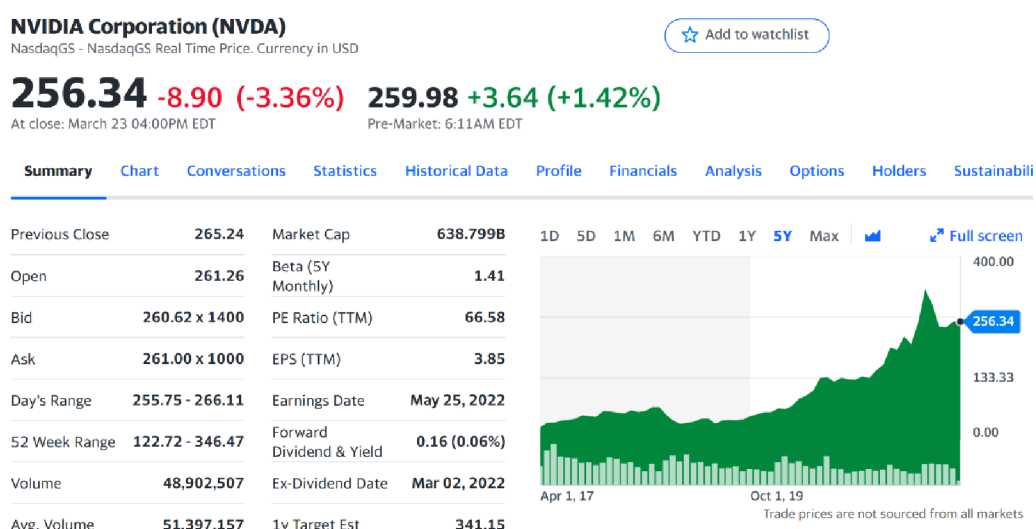 NVIDIA Corporation (NVDA)
NasdaqGS - NasdaqGS Real Time Price. Currency in USD
Add to watchlist
256.34 -8.90 (-3.36%) 259.98 +3.64 (+1.42%)
At close: March 23 04:00PM EDT Pre-Market: 6:11AM EDT
Summary Chart Conversations Statistics Historical Data Profile Financials Analysis Options Holders Sustainabili
Previous Close 265.24
Open 261.26
Bid 260.62 x 1400
Ask 261.00 x 1000
Day's Range 255.75 - 266.11
52 Week Range 122.72 - 346.47
Volume 48,902,507
Avg. Volume 51,397,157
Market Cap 638.799B
Beta (5Y
Monthly) 1.41
PE Ratio (TTM) 66.58
EPS (TTM) 3.85
Earnings Date May 25, 2022
Forward
Dividend & Yield 0.16 (0.06%)
Ex-Dividend Date Mar 02, 2022
1y Target Est 341.15
1D 5D 1M 6M YTD 1Y 5Y Max Full screen
400.00
256.34
133.33
0.00
Apr 1, 17 Oct 1, 19
Trade prices are not sourced from all markets